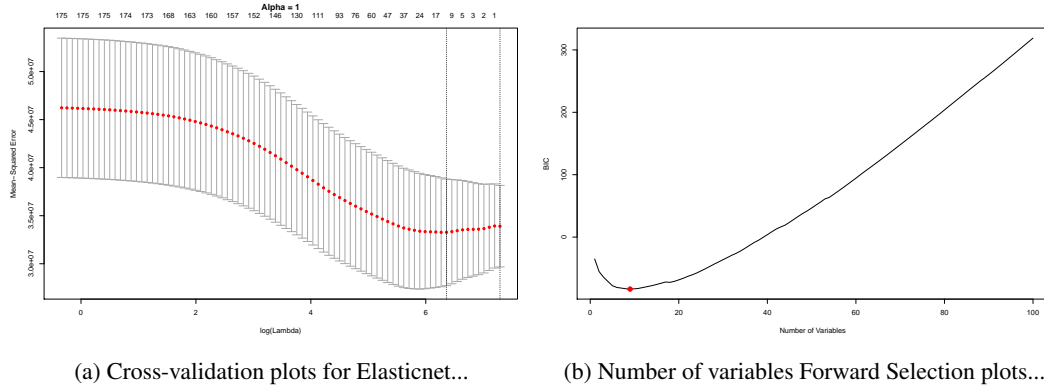 Alpha = 1
175 175 175 174 173 168 163 160 157 152 146 130 111 93 76 60 47 37 24 17 9 5 3 2 1
Mean−Squared Error
5.0e+07
4.5e+07
4.0e+07
3.5e+07
3.0e+07
0 2 4 6
log(Lambda)
BIC
300
200
100
0
0 20 40 60 80 100
Number of Variables
(a) Cross-validation plots for Elasticnet...
(b) Number of variables Forward Selection plots...